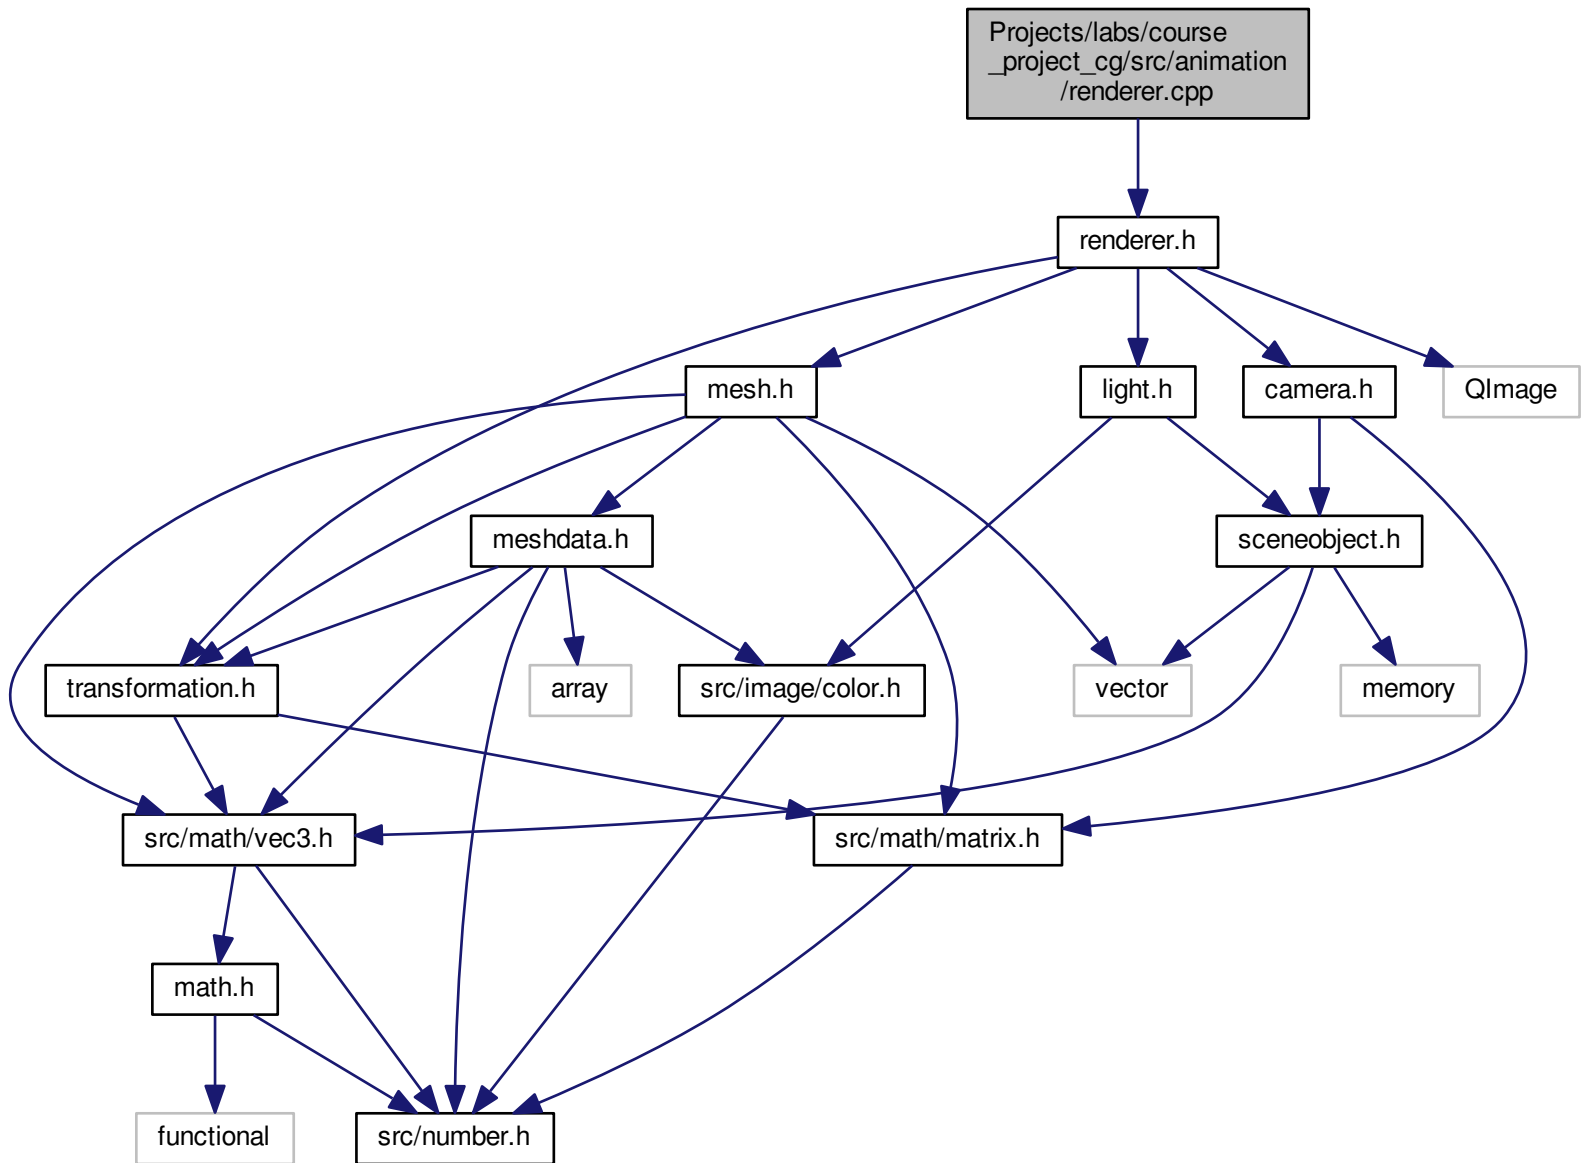 Projects/labs/course
_project_cg/src/animation
/renderer.cpp
renderer.h
mesh.h
light.h
camera.h
QImage
meshdata.h
sceneobject.h
transformation.h
array
src/image/color.h
vector
memory
src/math/vec3.h
src/math/matrix.h
math.h
functional
src/number.h